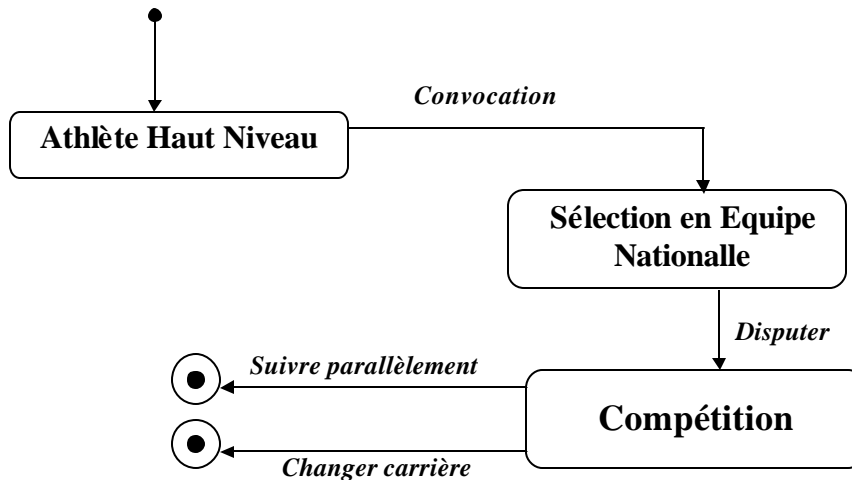 Convocation
Athlète Haut Niveau
Sélection en Equipe
Nationalle
Disputer
Suivre parallèlement
Compétition
Changer carrière